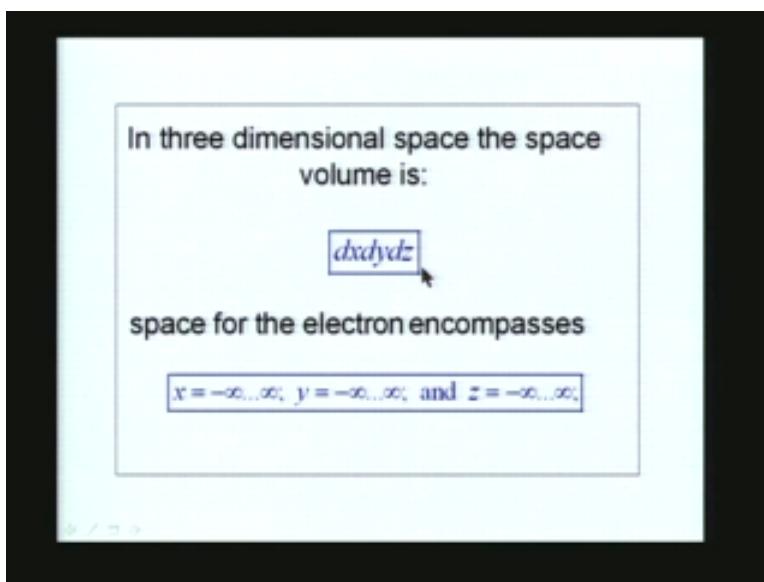 In three dimensional space the space
volume is:
dxdydz
space for the electron encompasses
x = −∞...∞; y = −∞...∞; and z = −∞...∞;